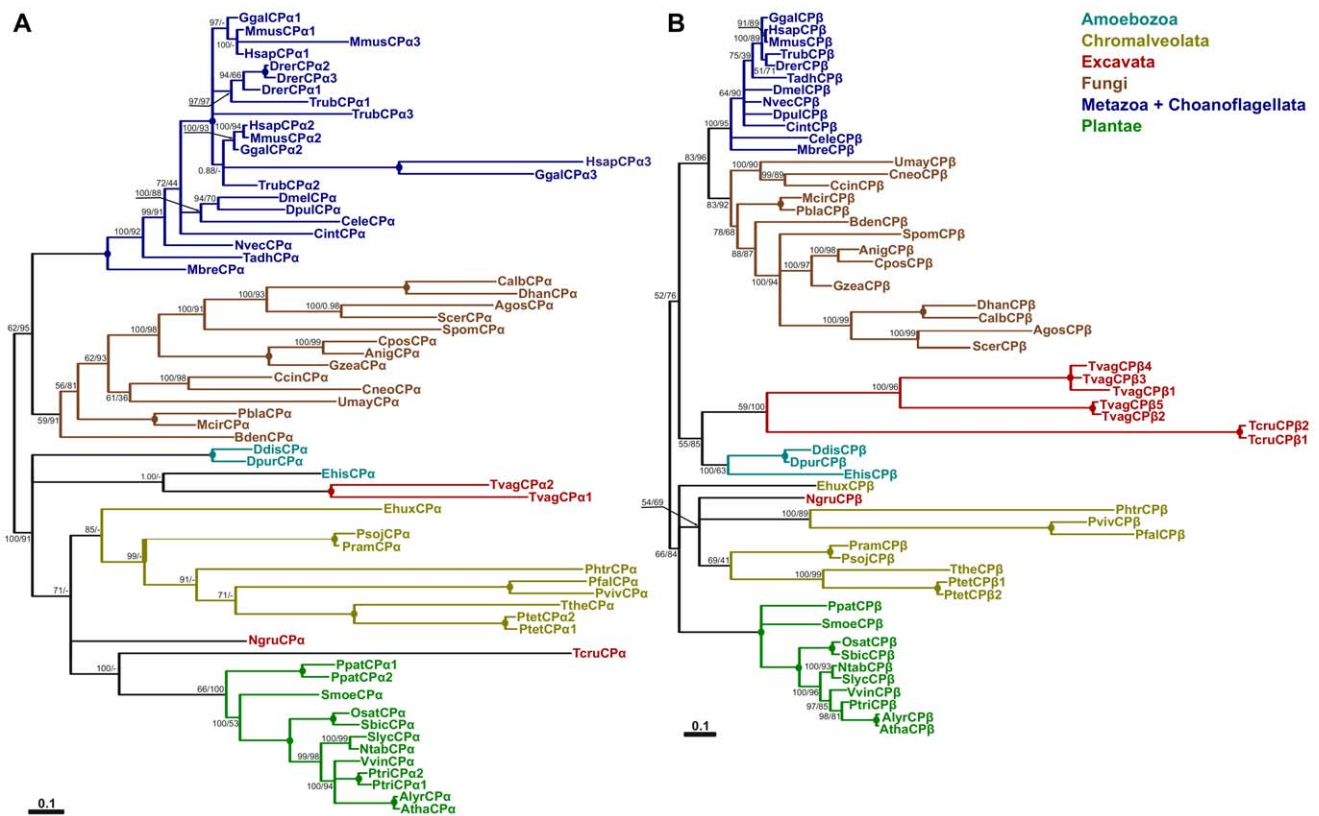 A
97/-
GgalCPα1
MmusCPα1
MmusCPα3
100/-
HsapCPα1
DrerCPα2
94/66
DrerCPα3
DrerCPα1
97/97
TrubCPα1
TrubCPα3
100/93
100/94
HsapCPα2
MmusCPα2
GgalCPα2
HsapCPα3
0.88/-
GgalCPα3
TrubCPα2
72/44
100/88
94/70
DmelCPα
DpulCPα
99/91
CeleCPα
CintCPα
100/92
NvecCPα
TadhCPα
MbreCPα
CalbCPα
100/93
DhanCPα
100/91
100/0.98
AgosCPα
ScerCPα
100/98
SpomCPα
62/95
100/99
CposCPα
AnigCPα
62/93
GzeaCPα
100/98
CcinCPα
56/81
CneoCPα
61/36
UmayCPα
PblaCPα
59/91
McirCPα
BdenCPα
DdisCPα
DpurCPα
1.00/-
EhisCPα
TvagCPα2
TvagCPα1
100/91
85/-
EhuxCPα
PsojCPα
99/-
PramCPα
91/-
PhtrCPα
PfalCPα
71/-
PvivCPα
71/-
TtheCPα
PtetCPα2
PtetCPα1
NgruCPα
TcruCPα
100/-
PpatCPα1
PpatCPα2
66/100
SmoeCPα
100/53
OsatCPα
SbicCPα
100/99
SlycCPα
NtabCPα
99/98
VvinCPα
PtriCPα2
100/94
PtriCPα1
AlyrCPα
AthaCPα
0.1
B
91/89
GgalCPβ
HsapCPβ
100/89
MmusCPβ
75/39
TrubCPβ
DrerCPβ
51/71
TadhCPβ
64/90
DmelCPβ
NvecCPβ
DpulCPβ
100/95
CintCPβ
CeleCPβ
MbreCPβ
83/96
100/90
UmayCPβ
99/89
CneoCPβ
CcinCPβ
83/92
McirCPβ
PblaCPβ
78/68
BdenCPβ
SpomCPβ
88/87
100/98
AnigCPβ
100/97
CposCPβ
100/94
GzeaCPβ
52/76
DhanCPβ
100/99
CalbCPβ
100/99
AgosCPβ
ScerCPβ
TvagCPβ4
100/96
TvagCPβ3
TvagCPβ1
59/100
TvagCPβ5
TvagCPβ2
TcruCPβ2
TcruCPβ1
55/85
DdisCPβ
100/63
DpurCPβ
EhisCPβ
EhuxCPβ
54/69
NgruCPβ
100/89
PhtrCPβ
PvivCPβ
PfalCPβ
66/84
PramCPβ
69/41
PsojCPβ
100/99
TtheCPβ
PtetCPβ1
PtetCPβ2
PpatCPβ
SmoeCPβ
OsatCPβ
SbicCPβ
100/93
NtabCPβ
SlycCPβ
100/96
VvinCPβ
97/85
PtriCPβ
98/81
AlyrCPβ
AthaCPβ
0.1
Amoebozoa
Chromalveolata
Excavata
Fungi
Metazoa + Choanoflagellata
Plantae